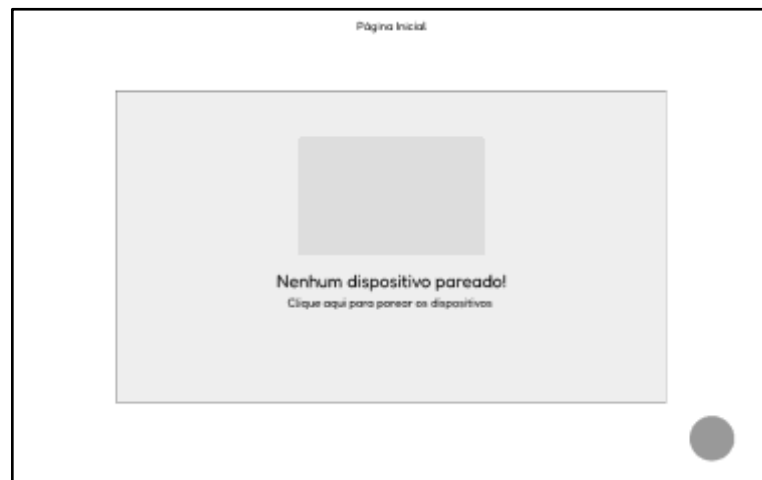 Página Inicial
Nenhum dispositivo pareado!
Clique aqui para parear os dispositivos